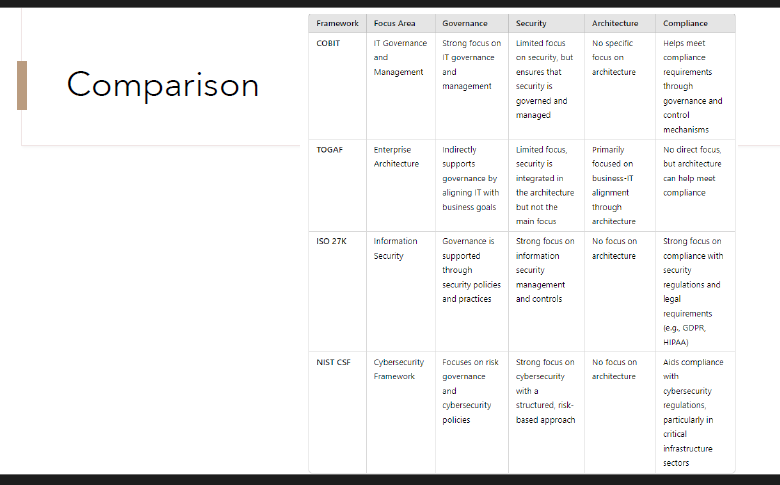 Comparison
Framework Focus Area Governance Security Architecture Compliance
COBIT
IT Governance
and
Management
Strong focus on
IT governance
and
management
Limited focus
on security, but
ensures that
security is
governed and
managed
No specific
focus on
architecture
Helps meet
compliance
requirements
through
governance and
control
mechanisms
TOGAF
Enterprise
Architecture
Indirectly
supports
governance by
aligning IT with
business goals
Limited focus,
security is
integrated in
the architecture
but not the
main focus
Primarily
focused on
business-IT
alignment
through
architecture
No direct focus,
but architecture
can help meet
compliance
ISO 27K
Information
Security
Governance is
supported
through
security policies
and practices
Strong focus on
information
security
management
and controls
No focus on
architecture
Strong focus on
compliance with
security
regulations and
legal
requirements
(e.g., GDPR,
HIPAA)
NIST CSF
Cybersecurity
Framework
Focuses on risk
governance
and
cybersecurity
policies
Strong focus on
cybersecurity
with a
structured, risk-
based approach
No focus on
architecture
Aids compliance
with
cybersecurity
regulations,
particularly in
critical
infrastructure
sectors